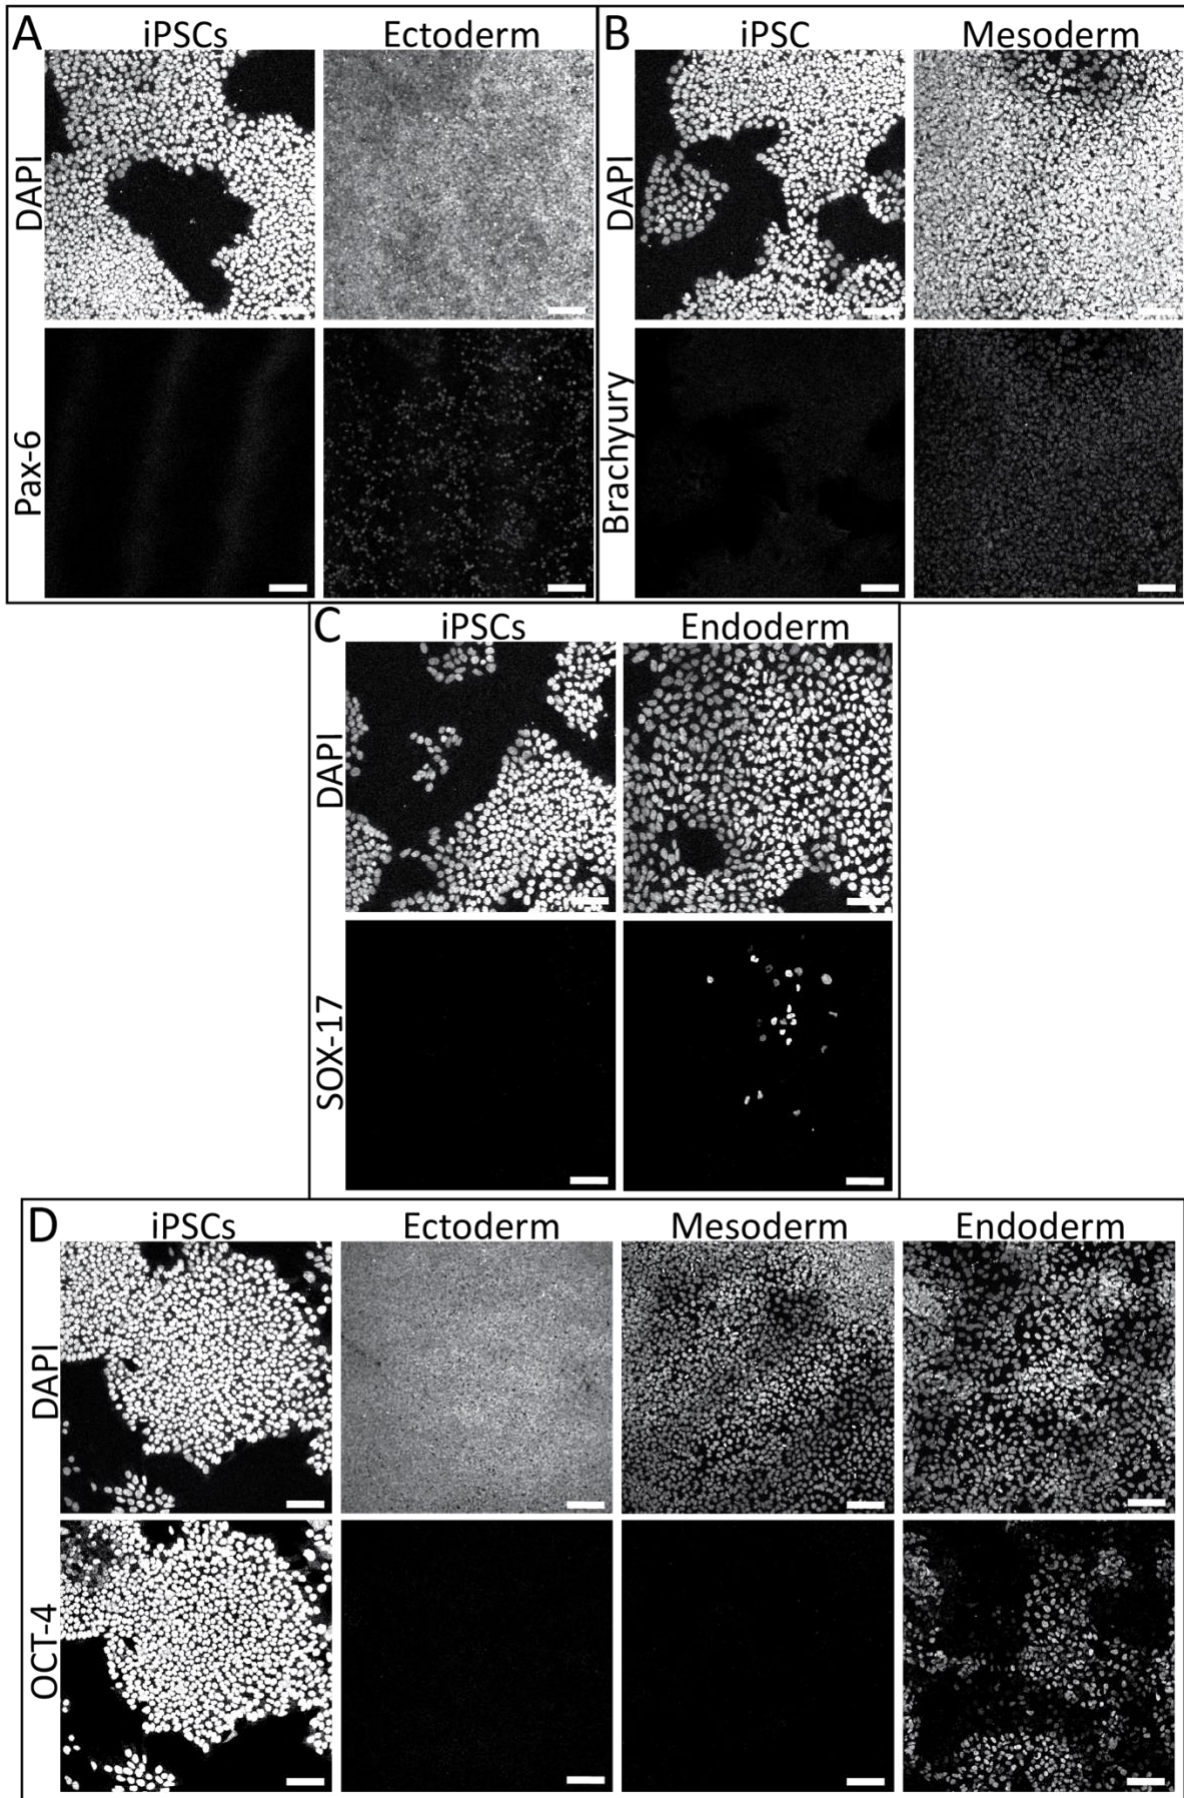 A
iPSCs
Ectoderm
DAPI
Pax-6
B
iPSC
Mesoderm
DAPI
Brachyury
C
iPSCs
Endoderm
DAPI
SOX-17
D
iPSCs
Ectoderm
Mesoderm
Endoderm
DAPI
OCT-4